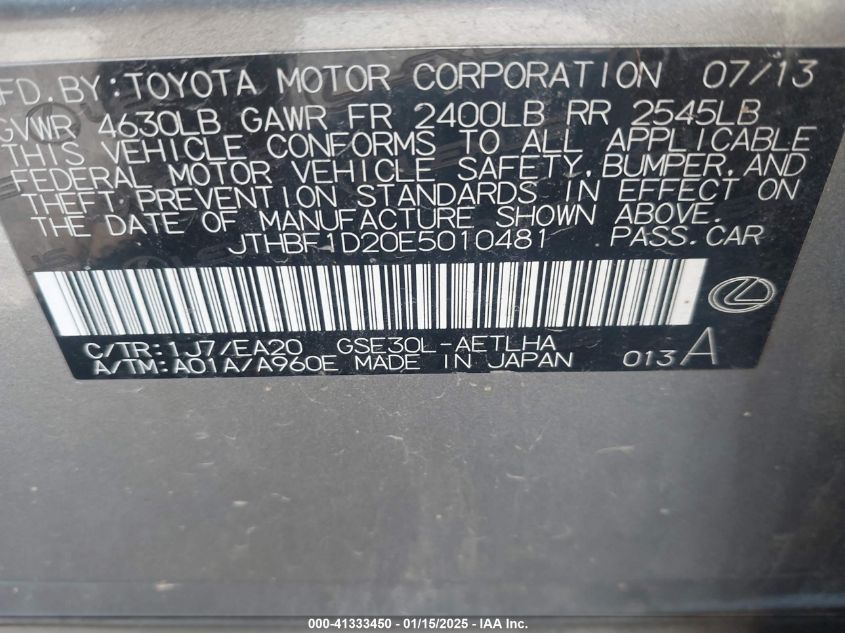 MFD. BY: TOYOTA MOTOR CORPORATION 07/13
GVWR 4630LB GAWR FR 2400LB RR 2545LB
THIS VEHICLE CONFORMS TO ALL APPLICABLE
FEDERAL MOTOR VEHICLE SAFETY, BUMPER, AND
THEFT PREVENTION STANDARDS IN EFFECT ON
THE DATE OF MANUFACTURE SHOWN ABOVE.
JTHBF1D20E5010481 PASS. CAR
C/TR: 1J7/EA20 GSE30L-AETLHA
A/TM: A01A/A960E MADE IN JAPAN 013A
000-41333450 - 01/15/2025 - IAA Inc.